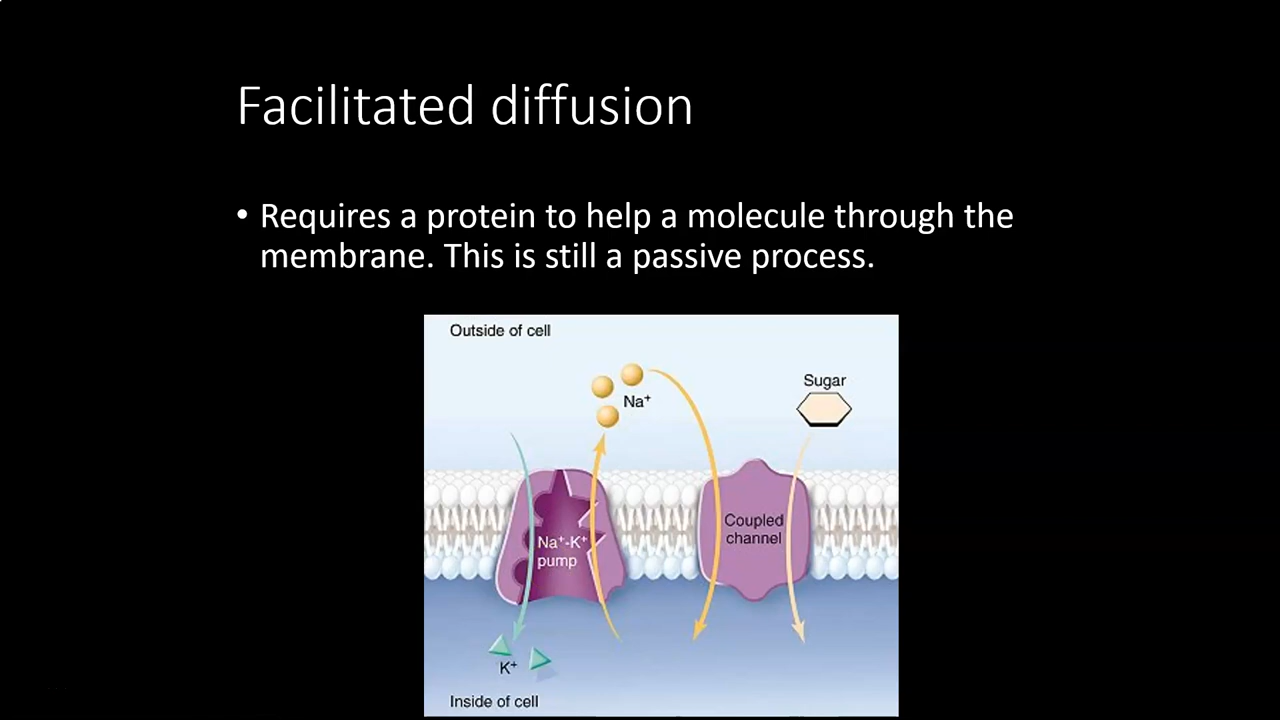 Facilitated diffusion
• Requires a protein to help a molecule through the
membrane. This is still a passive process.
Outside of cell
Sugar
Na⁺
Coupled
channel
Na⁺-K⁺
pump
K⁺
Inside of cell